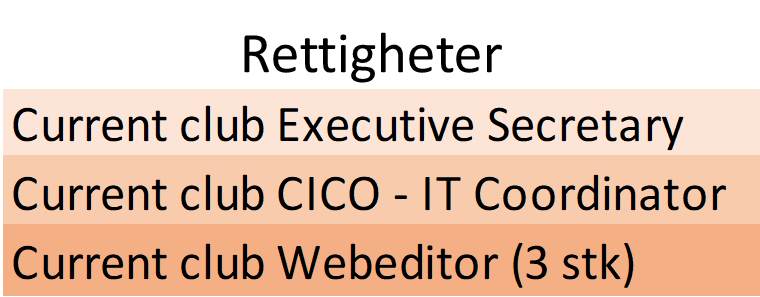 Rettigheter
Current club Executive Secretary
Current club CICO - IT Coordinator
Current club Webeditor (3 stk)